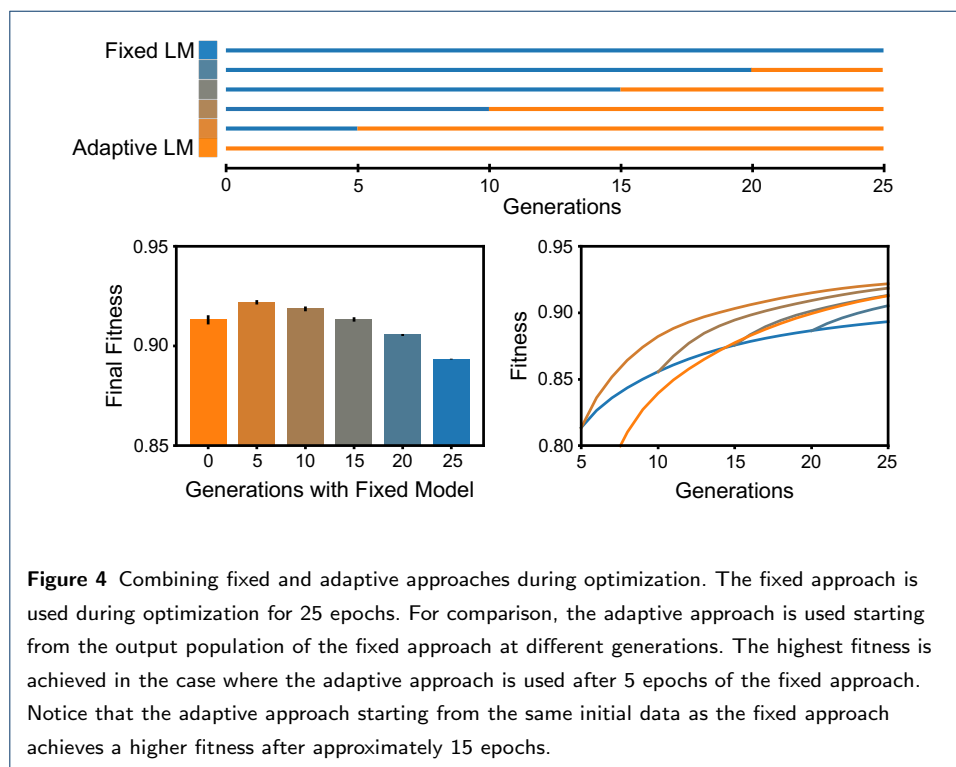 Fixed LM
Adaptive LM
0 5 10 15 20 25
Generations
0.95
0.90
0.85
Final Fitness
0 5 10 15 20 25
Generations with Fixed Model
0.95
0.90
0.85
0.80
Fitness
5 10 15 20 25
Generations
Figure 4 Combining fixed and adaptive approaches during optimization. The fixed approach is
used during optimization for 25 epochs. For comparison, the adaptive approach is used starting
from the output population of the fixed approach at different generations. The highest fitness is
achieved in the case where the adaptive approach is used after 5 epochs of the fixed approach.
Notice that the adaptive approach starting from the same initial data as the fixed approach
achieves a higher fitness after approximately 15 epochs.